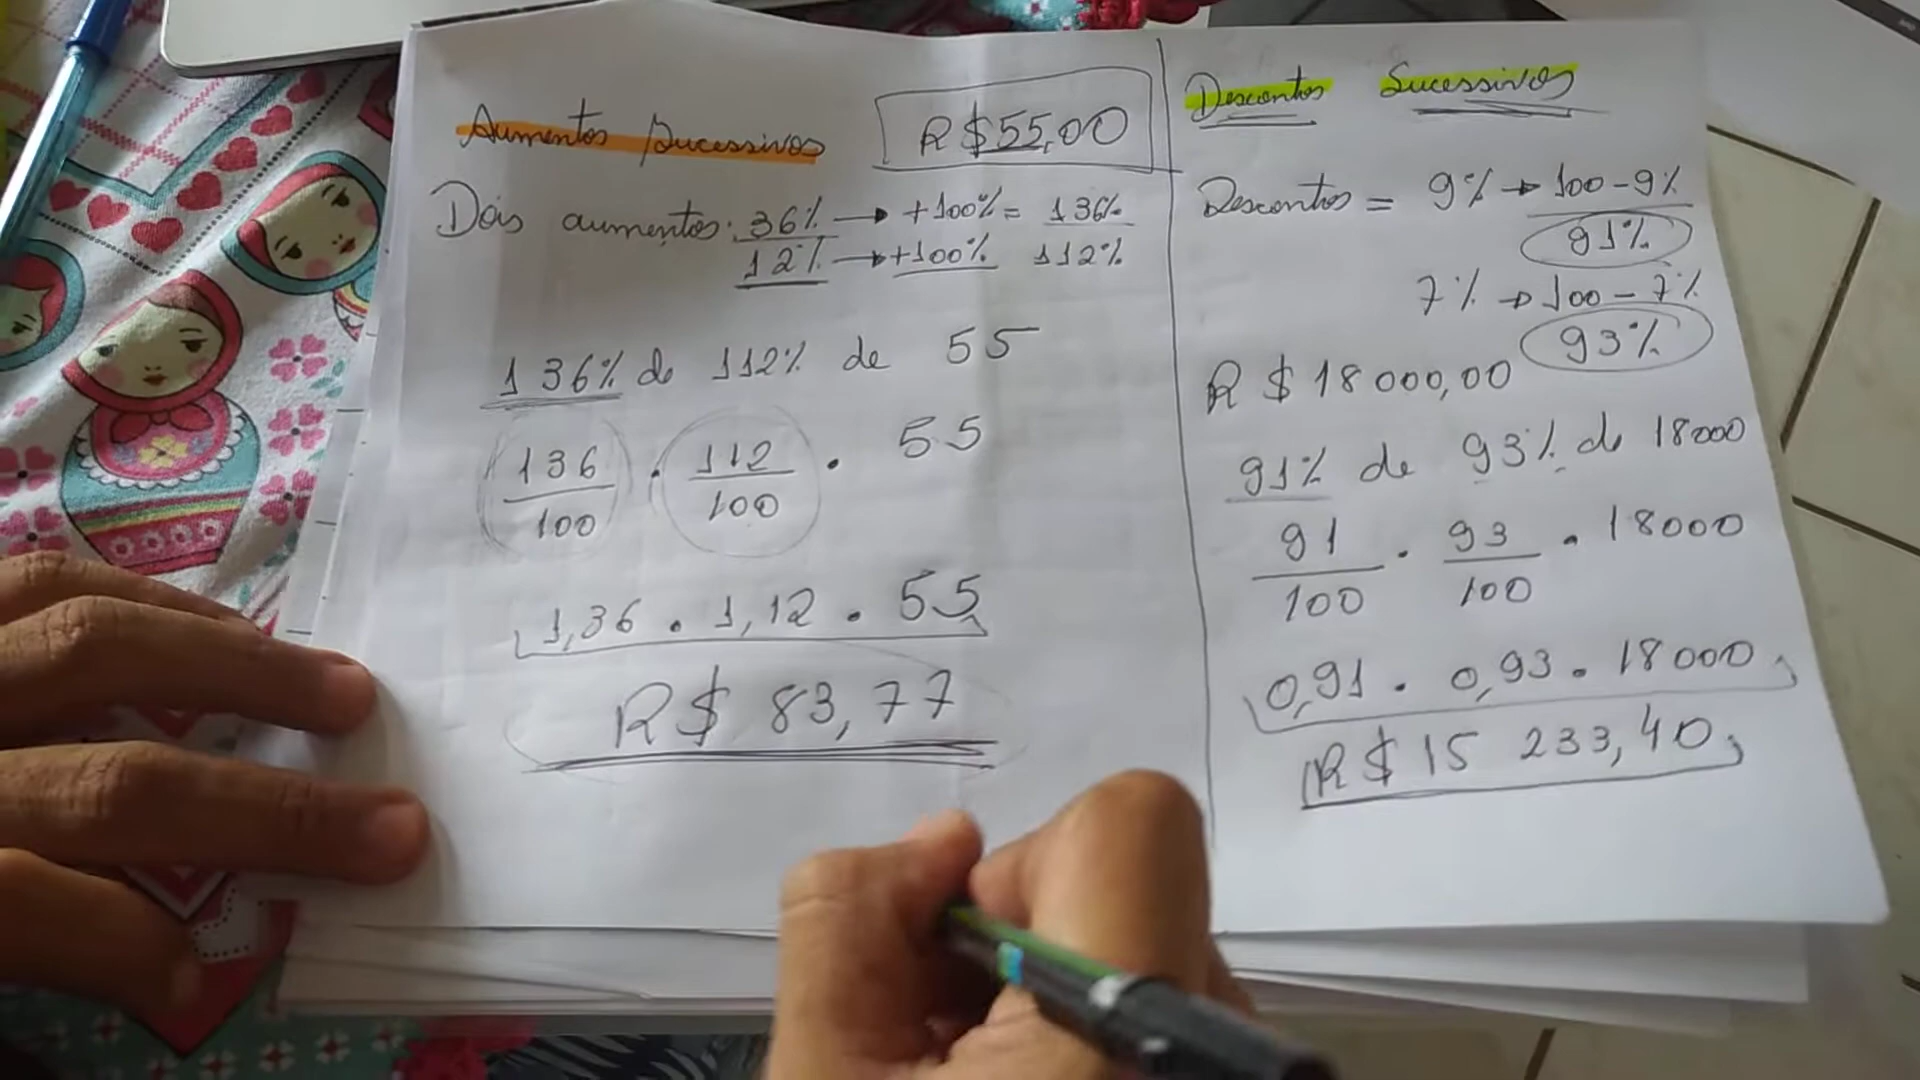 Aumentos Sucessivos
R$55,00
Dois aumentos: 36% → +100% = 136%
12% → +100% 112%
136% de 112% de 55
136/100 . 112/100 . 55
1,36 . 1,12 . 55
R$ 83,77
Descontos Sucessivos
Descontos = 9% → 100-9%
91%
7% → 100-7%
93%
R$18000,00
91% de 93% de 18000
91/100 . 93/100 . 18000
0,91 . 0,93 . 18000
R$15 233,40